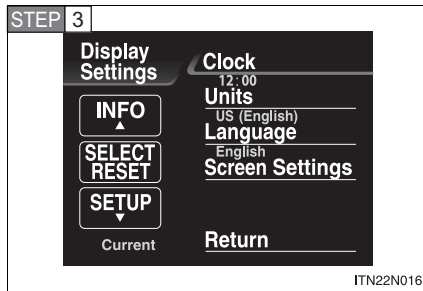 STEP 3
Display
Settings
INFO
▲
SELECT
RESET
SETUP
▼
Current
Clock
12:00
Units
US (English)
Language
English
Screen Settings
Return
ITN22N016